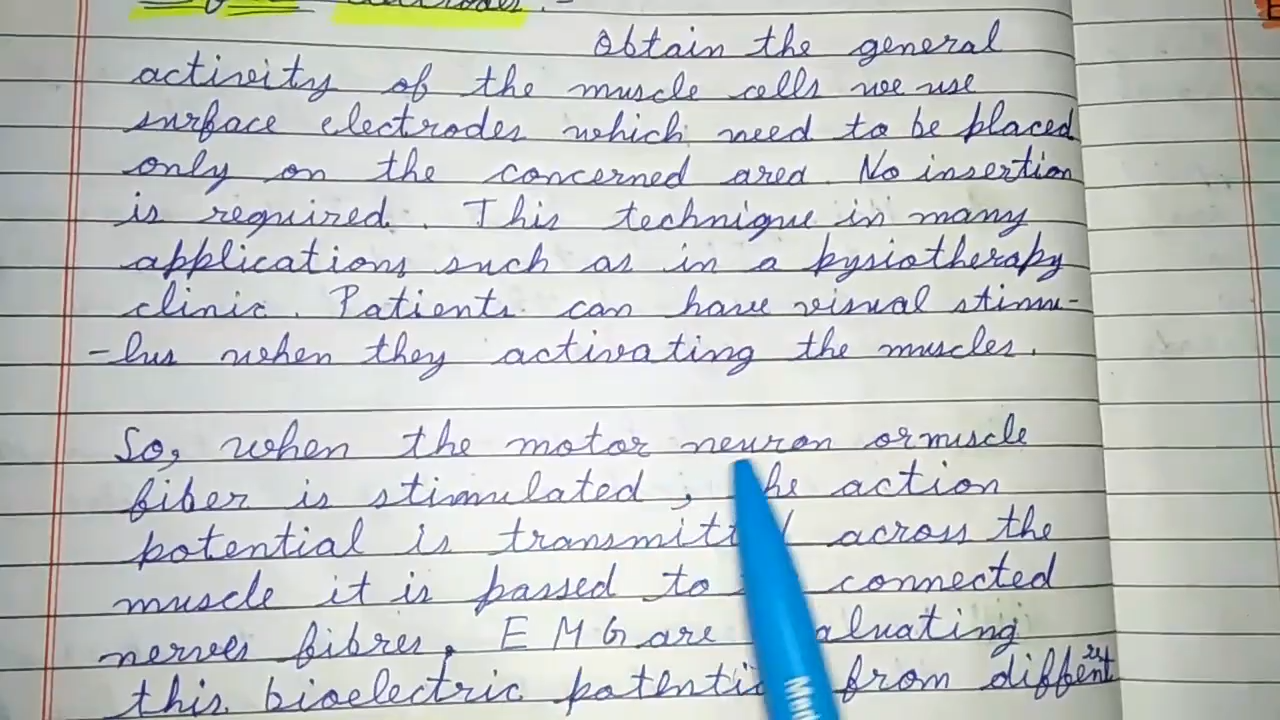 electrodes :-
Obtain the general
activity of the muscle cells we use
surface electrodes which need to be placed
only on the concerned area. No insertion
is required. This technique in many
applications such as in a pysiotherapy
clinic. Patients can have visual stimu-
-lus when they activating the muscles.
So, when the motor neuron or muscle
fiber is stimulated, the action
potential is transmitted across the
muscle it is passed to connected
nerves fibres. EMG are evaluating
this bioelectric potential from different